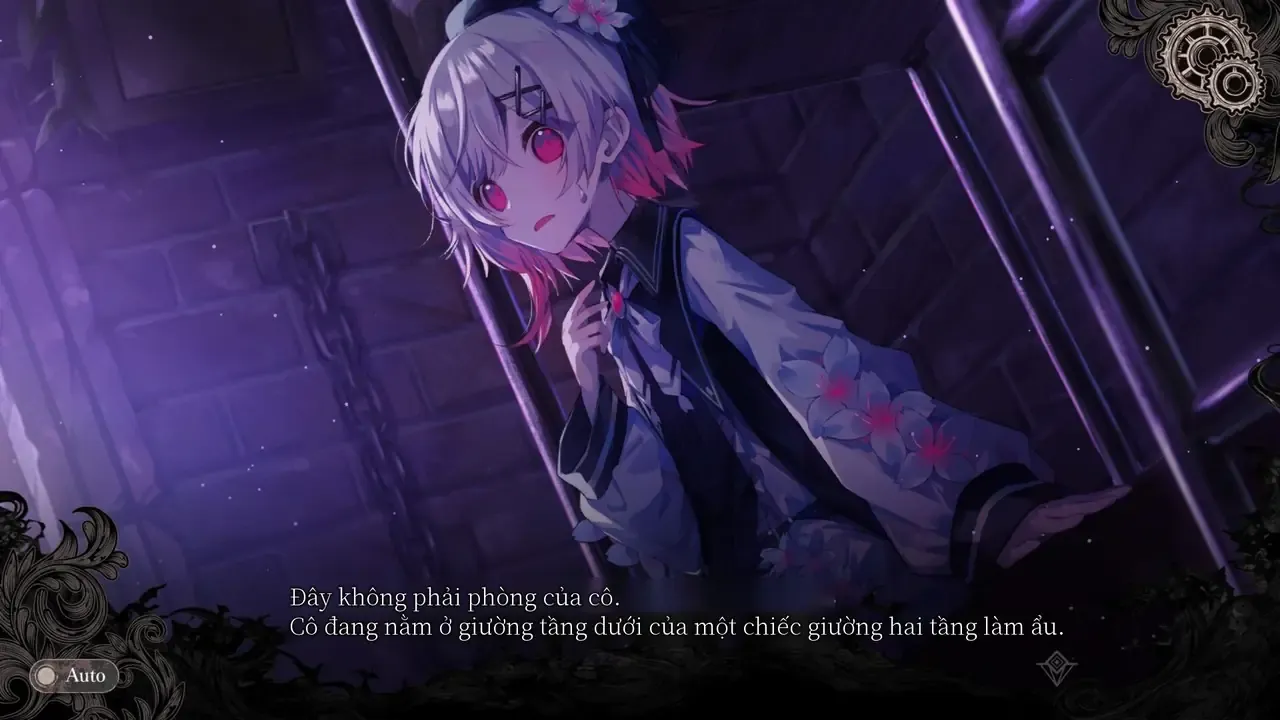 Đây không phải phòng của cô.
Cô đang nằm ở giường tầng dưới của một chiếc giường hai tầng làm ẩu.
Auto